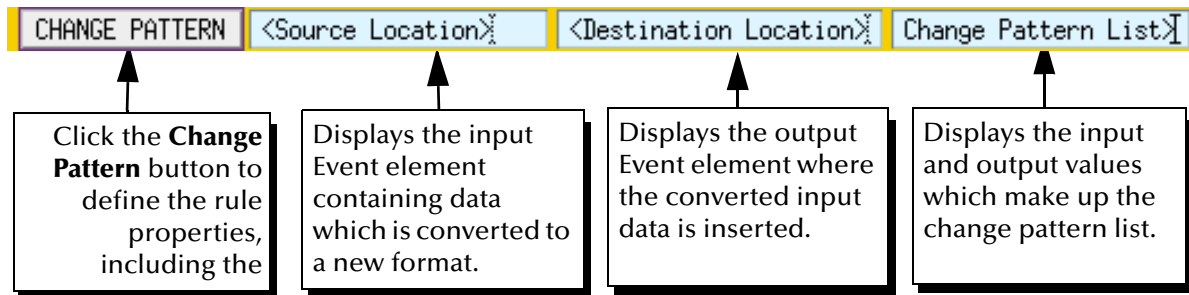 CHANGE PATTERN <Source Location> <Destination Location> Change Pattern List>
Click the Change
Pattern button to
define the rule
properties,
including the
Displays the input
Event element
containing data
which is converted to
a new format.
Displays the output
Event element where
the converted input
data is inserted.
Displays the input
and output values
which make up the
change pattern list.